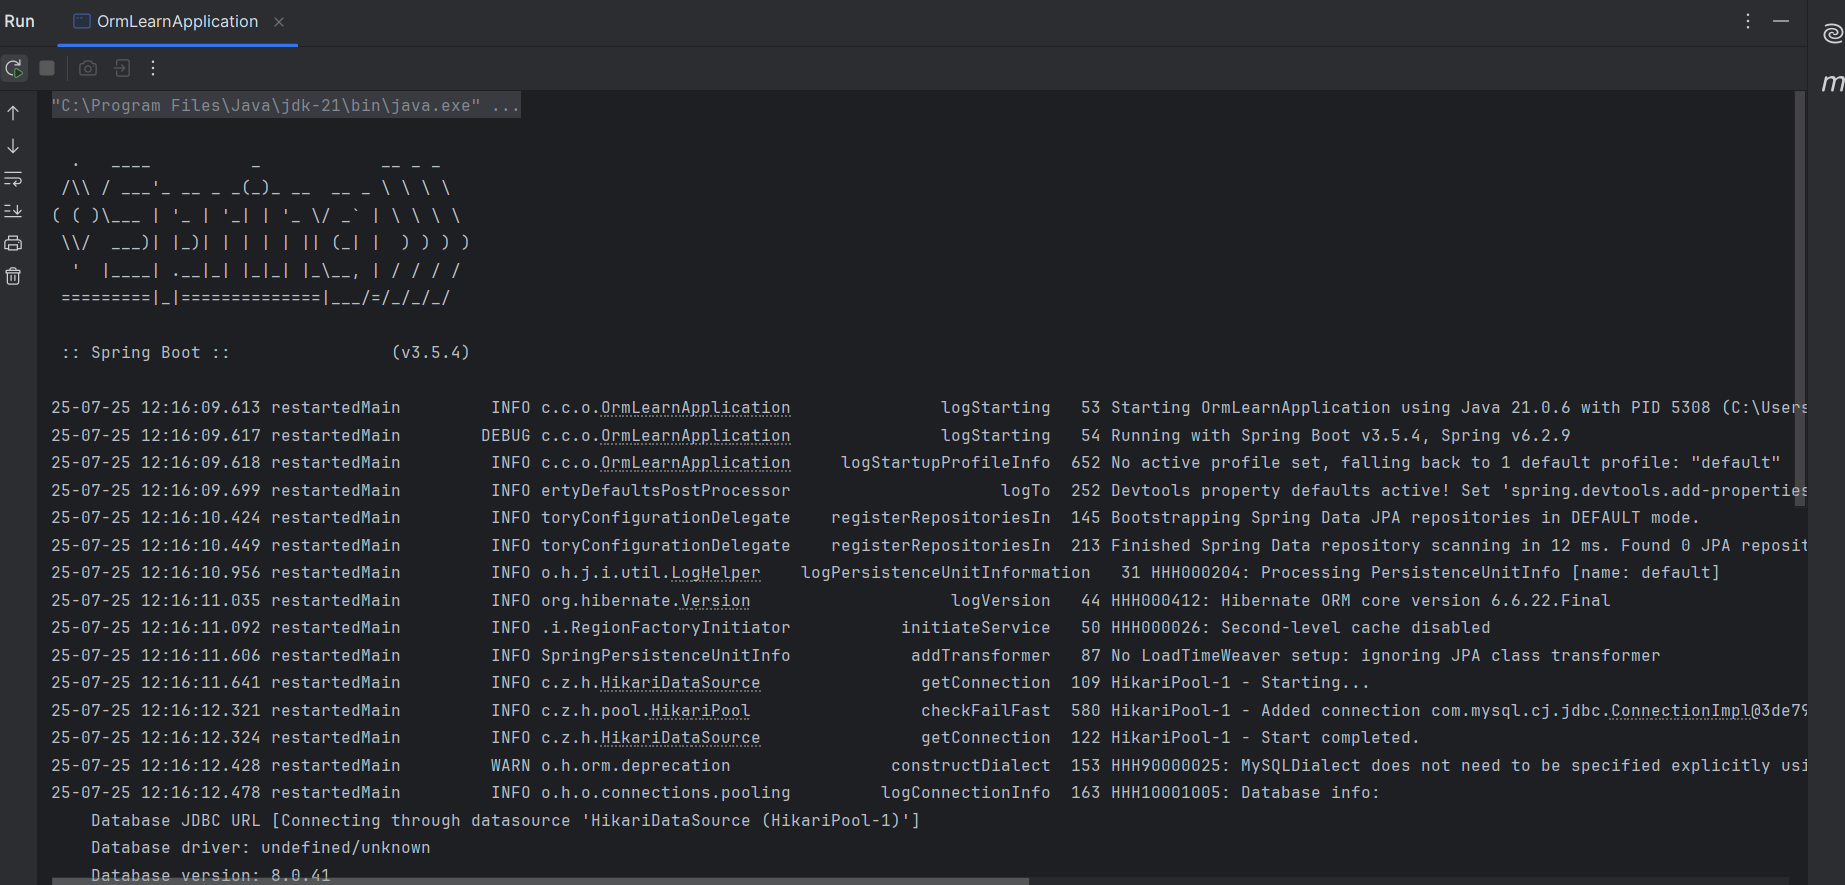 Run OrmLearnApplication
"C:\Program Files\Java\jdk-21\bin\java.exe" ...
  .   ____          _            __ _ _
 /\\ / ___'_ __ _ _(_)_ __  __ _ \ \ \ \
( ( )\___ | '_ | '_| | '_ \/ _` | \ \ \ \
 \\/  ___)| |_)| | | | | || (_| |  ) ) ) )
  '  |____| .__|_| |_|_| |_\__, | / / / /
 =========|_|==============|___/=/_/_/_/
 :: Spring Boot ::                (v3.5.4)
25-07-25 12:16:09.613 restartedMain         INFO c.c.o.OrmLearnApplication               logStarting   53 Starting OrmLearnApplication using Java 21.0.6 with PID 5308 (C:\Users
25-07-25 12:16:09.617 restartedMain        DEBUG c.c.o.OrmLearnApplication               logStarting   54 Running with Spring Boot v3.5.4, Spring v6.2.9
25-07-25 12:16:09.618 restartedMain         INFO c.c.o.OrmLearnApplication     logStartupProfileInfo  652 No active profile set, falling back to 1 default profile: "default"
25-07-25 12:16:09.699 restartedMain         INFO ertyDefaultsPostProcessor                     logTo  252 Devtools property defaults active! Set 'spring.devtools.add-properties
25-07-25 12:16:10.424 restartedMain         INFO toryConfigurationDelegate    registerRepositoriesIn  145 Bootstrapping Spring Data JPA repositories in DEFAULT mode.
25-07-25 12:16:10.449 restartedMain         INFO toryConfigurationDelegate    registerRepositoriesIn  213 Finished Spring Data repository scanning in 12 ms. Found 0 JPA reposit
25-07-25 12:16:10.956 restartedMain         INFO o.h.j.i.util.LogHelper    logPersistenceUnitInformation   31 HHH000204: Processing PersistenceUnitInfo [name: default]
25-07-25 12:16:11.035 restartedMain         INFO org.hibernate.Version                    logVersion   44 HHH000412: Hibernate ORM core version 6.6.22.Final
25-07-25 12:16:11.092 restartedMain         INFO .i.RegionFactoryInitiator           initiateService   50 HHH000026: Second-level cache disabled
25-07-25 12:16:11.606 restartedMain         INFO SpringPersistenceUnitInfo            addTransformer   87 No LoadTimeWeaver setup: ignoring JPA class transformer
25-07-25 12:16:11.641 restartedMain         INFO c.z.h.HikariDataSource                getConnection  109 HikariPool-1 - Starting...
25-07-25 12:16:12.321 restartedMain         INFO c.z.h.pool.HikariPool                 checkFailFast  580 HikariPool-1 - Added connection com.mysql.cj.jdbc.ConnectionImpl@3de79
25-07-25 12:16:12.324 restartedMain         INFO c.z.h.HikariDataSource                getConnection  122 HikariPool-1 - Start completed.
25-07-25 12:16:12.428 restartedMain         WARN o.h.orm.deprecation                constructDialect  153 HHH90000025: MySQLDialect does not need to be specified explicitly usi
25-07-25 12:16:12.478 restartedMain         INFO o.h.o.connections.pooling         logConnectionInfo  163 HHH10001005: Database info:
    Database JDBC URL [Connecting through datasource 'HikariDataSource (HikariPool-1)']
    Database driver: undefined/unknown
    Database version: 8.0.41